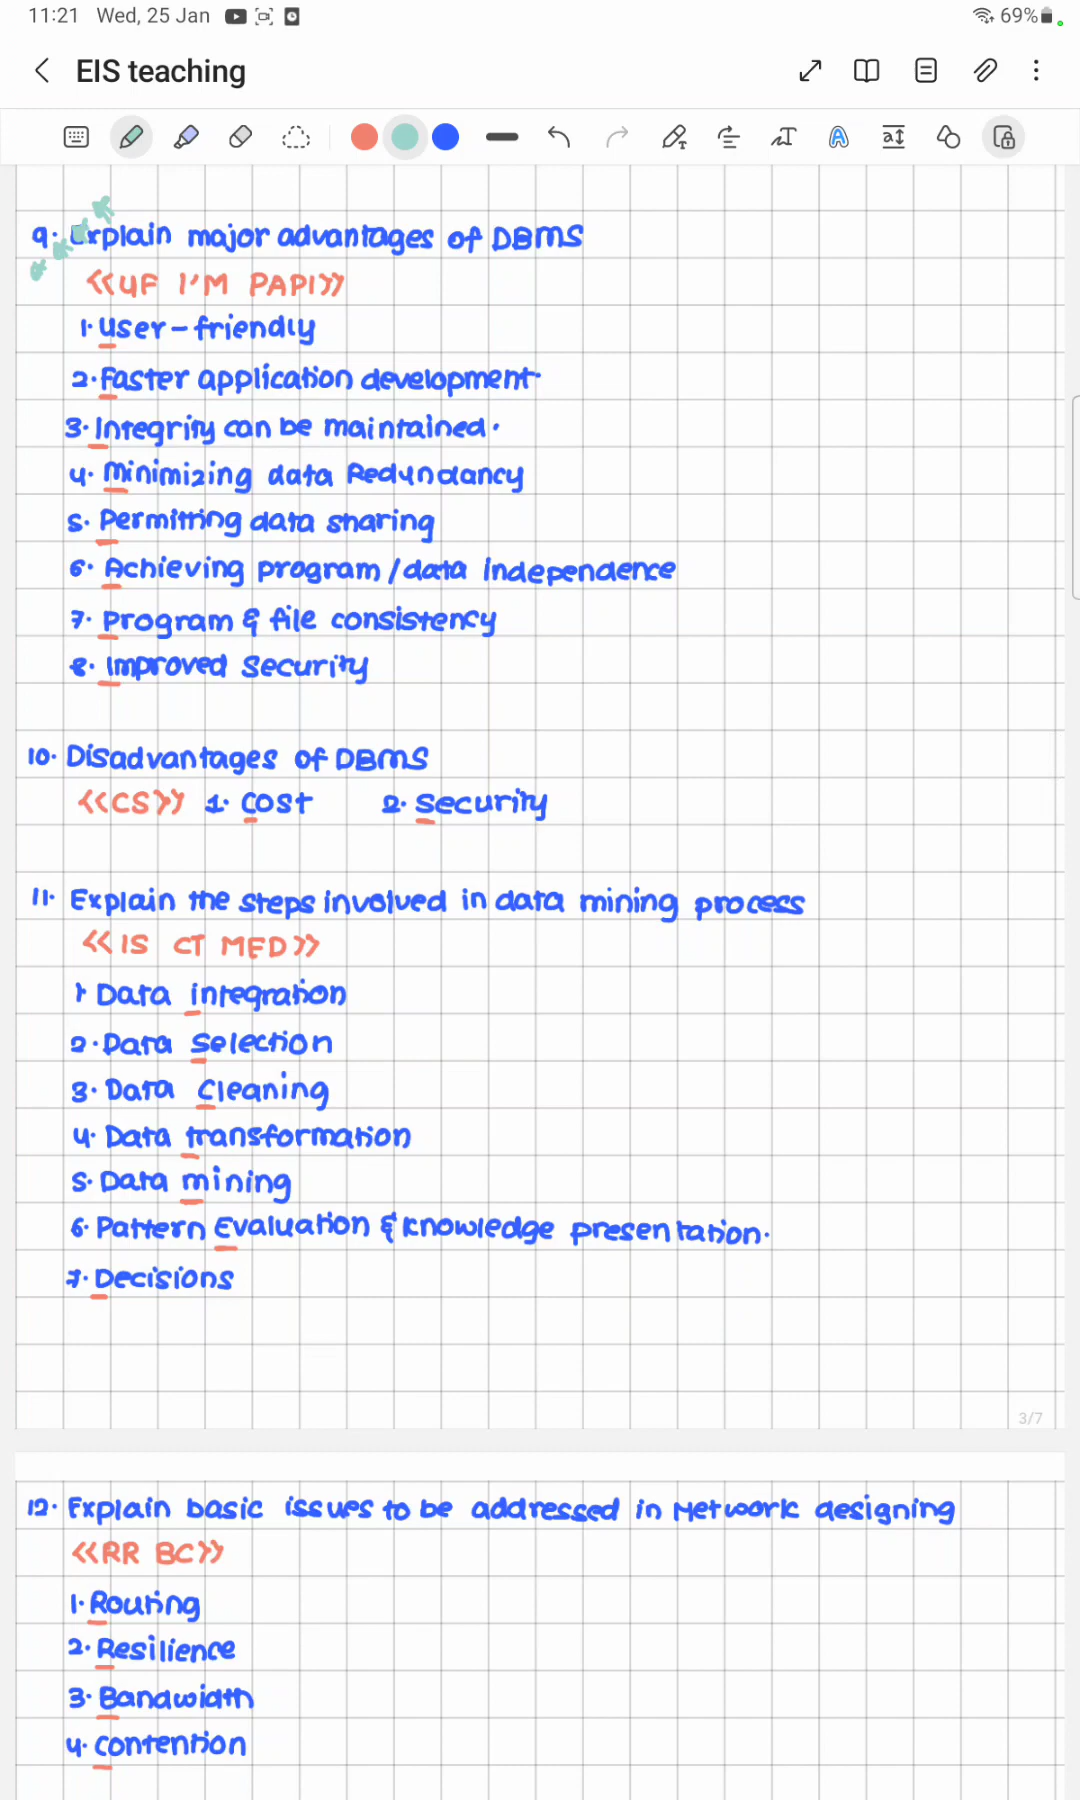 11:21 Wed, 25 Jan 69%
EIS teaching
9. Explain major advantages of DBMS
<<UF I'M PAPI>>
1. User-friendly
2. Faster application development.
3. Integrity can be maintained.
4. Minimizing data Redundancy
5. Permitting data sharing
6. Achieving program/data independence
7. Program & file consistency
8. Improved Security
10. Disadvantages of DBMS
<<CS>> 1. Cost 2. Security
11. Explain the steps involved in data mining process
<<IS CT MED>>
1 Data integration
2. Data Selection
3. Data Cleaning
4. Data transformation
5. Data mining
6. Pattern Evaluation & knowledge presentation.
7. Decisions
3/7
12. Explain basic issues to be addressed in Network designing
<<RR BC>>
1. Routing
2. Resilience
3. Bandwidth
4. Contention